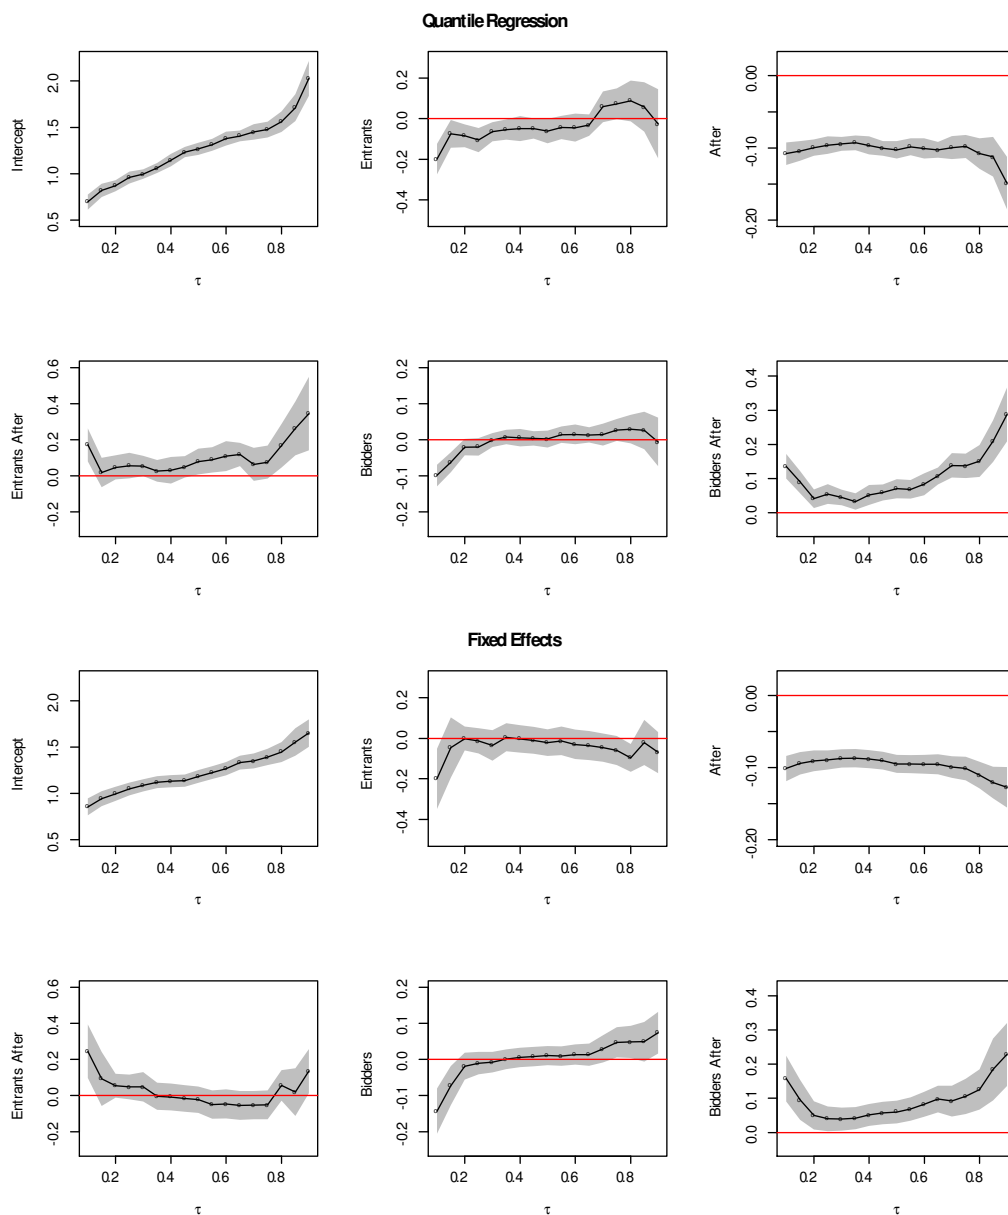 Quantile Regression
Intercept
0.5 1.0 1.5 2.0
0.2 0.4 0.6 0.8
τ
Entrants
-0.4 -0.2 0.0 0.2
0.2 0.4 0.6 0.8
τ
After
-0.20 -0.10 0.00
0.2 0.4 0.6 0.8
τ
Entrants After
-0.2 0.0 0.2 0.4 0.6
0.2 0.4 0.6 0.8
τ
Bidders
-0.2 -0.1 0.0 0.1 0.2
0.2 0.4 0.6 0.8
τ
Bidders After
0.0 0.1 0.2 0.3 0.4
0.2 0.4 0.6 0.8
τ
Fixed Effects
Intercept
0.5 1.0 1.5 2.0
0.2 0.4 0.6 0.8
τ
Entrants
-0.4 -0.2 0.0 0.2
0.2 0.4 0.6 0.8
τ
After
-0.20 -0.10 0.00
0.2 0.4 0.6 0.8
τ
Entrants After
-0.2 0.0 0.2 0.4 0.6
0.2 0.4 0.6 0.8
τ
Bidders
-0.2 -0.1 0.0 0.1 0.2
0.2 0.4 0.6 0.8
τ
Bidders After
0.0 0.1 0.2 0.3 0.4
0.2 0.4 0.6 0.8
τ